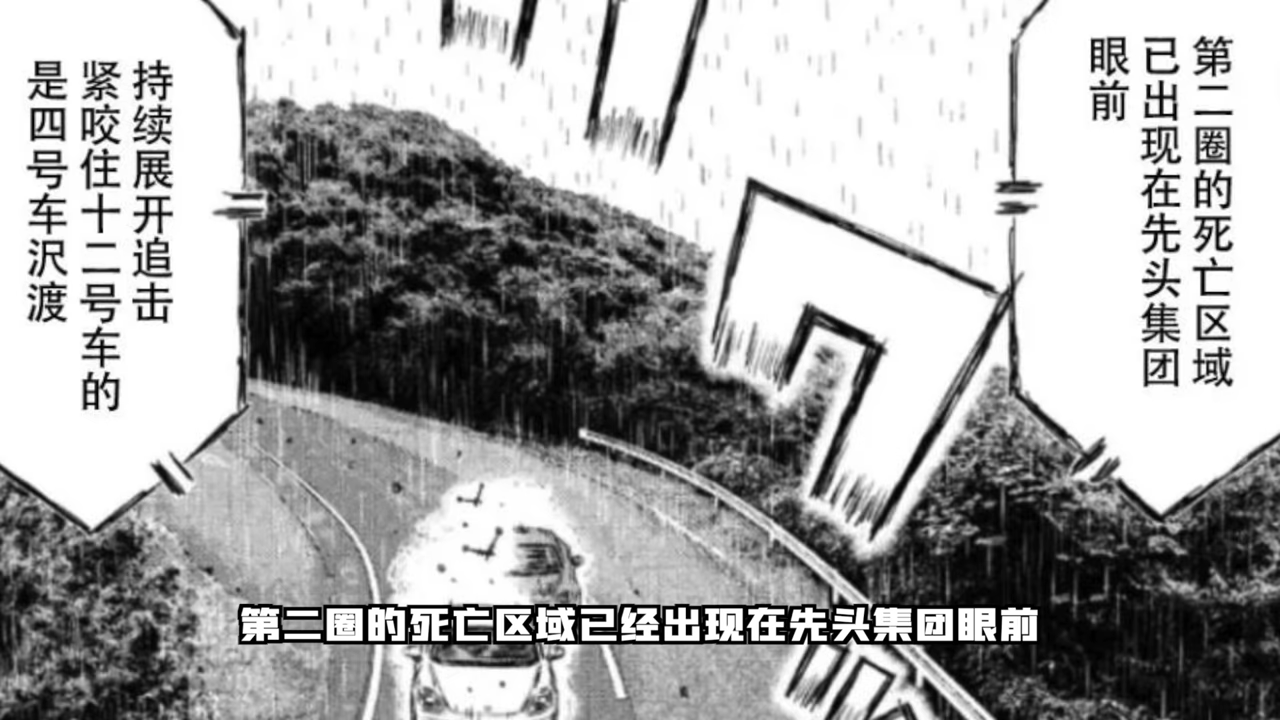 第二圈的死亡区域
已出现在先头集团
眼前
持续展开追击
紧咬住十二号车的
是四号车沢渡
第二圈的死亡区域已经出现在先头集团眼前